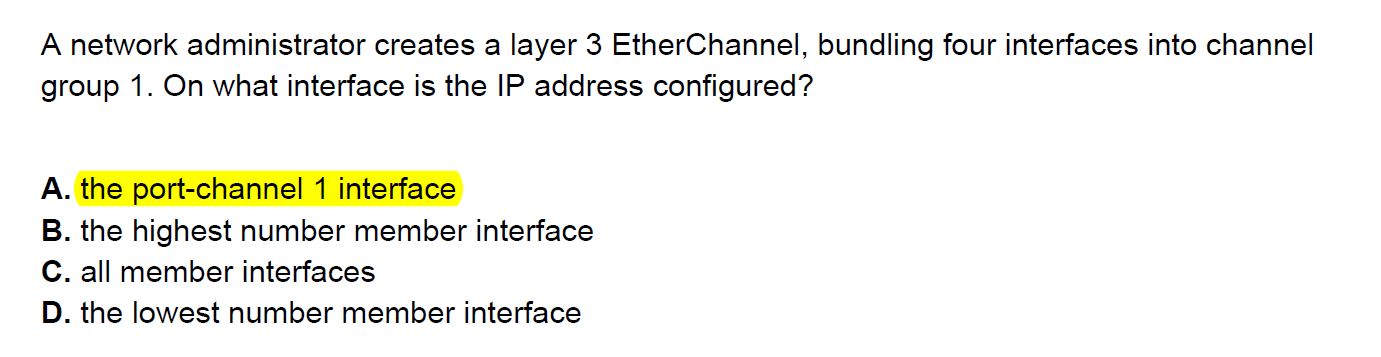 A network administrator creates a layer 3 EtherChannel, bundling four interfaces into channel
group 1. On what interface is the IP address configured?
A. the port-channel 1 interface
B. the highest number member interface
C. all member interfaces
D. the lowest number member interface